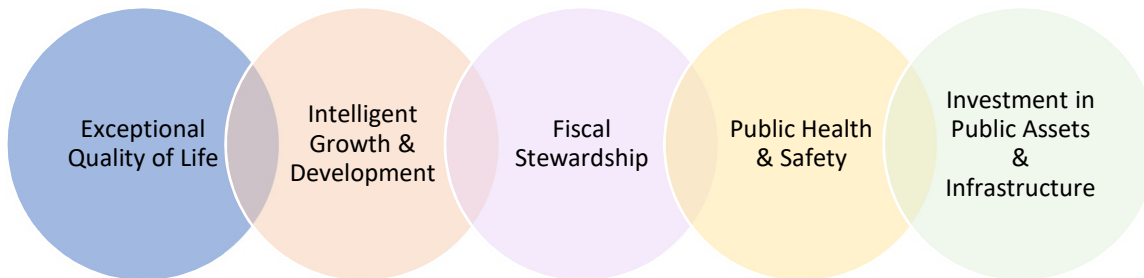 Exceptional
Quality of Life
Intelligent
Growth &
Development
Fiscal
Stewardship
Public Health
& Safety
Investment in
Public Assets
&
Infrastructure